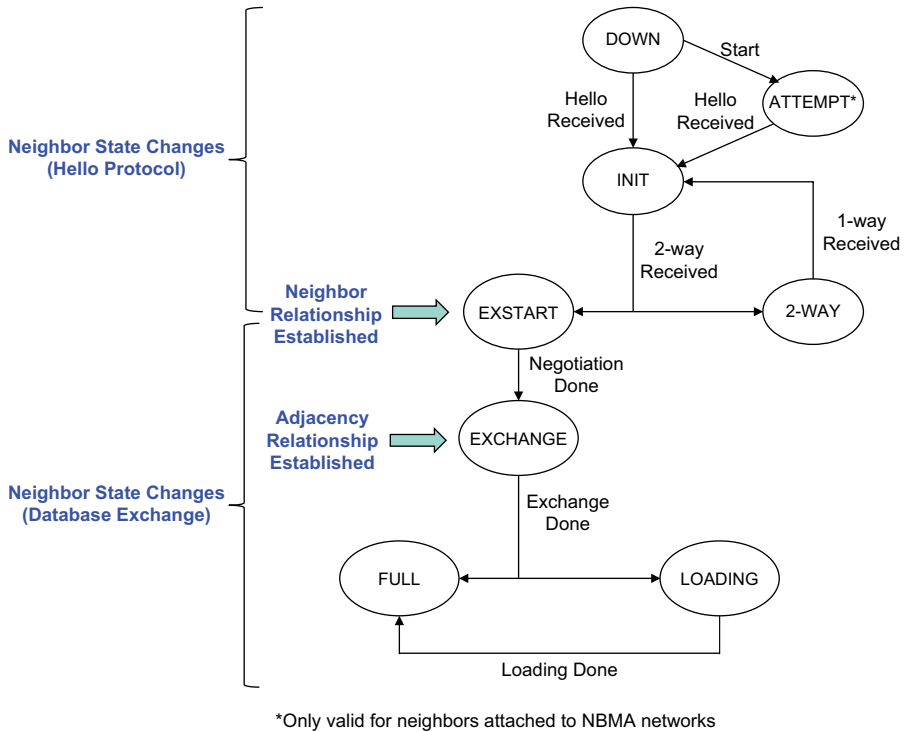 DOWN
Start
ATTEMPT*
Hello
Received
Hello
Received
Neighbor State Changes
(Hello Protocol)
INIT
1-way
Received
2-way
Received
Neighbor
Relationship
Established
EXSTART
2-WAY
Negotiation
Done
Adjacency
Relationship
Established
EXCHANGE
Neighbor State Changes
(Database Exchange)
Exchange
Done
FULL
LOADING
Loading Done
*Only valid for neighbors attached to NBMA networks